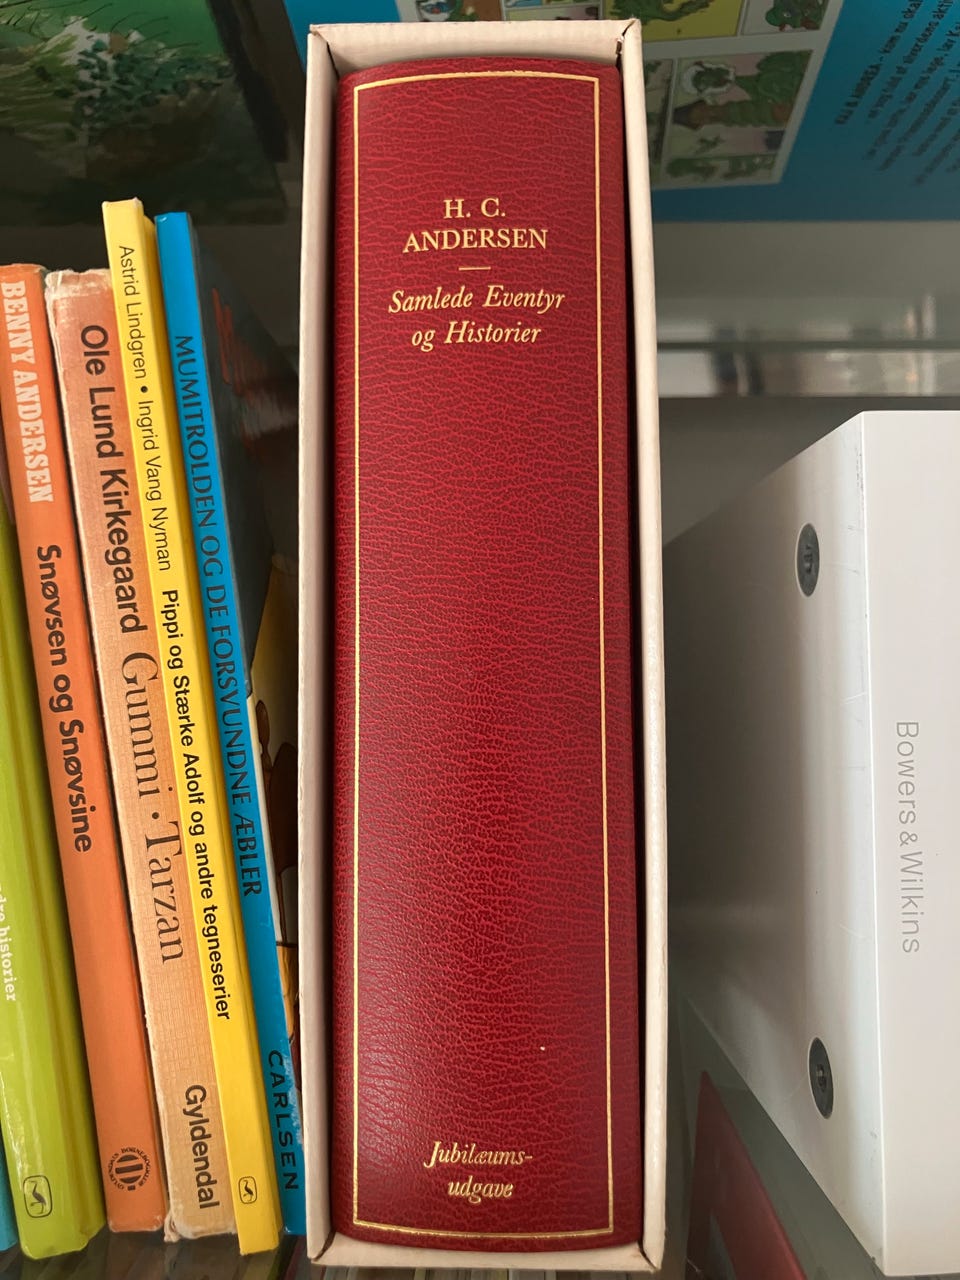 H. C.
ANDERSEN
Samlede Eventyr
og Historier
Jubilæums-
udgave
BENNY ANDERSEN Snøvsen og Snøvsine
Ole Lund Kirkegaard Gummi · Tarzan Gyldendal
Astrid Lindgren • Ingrid Vang Nyman Pippi og Stærke Adolf og andre tegneserier
MUMITROLDEN OG DE FORSVUNDNE ÆBLER CARLSEN
historier
Bowers & Wilkins